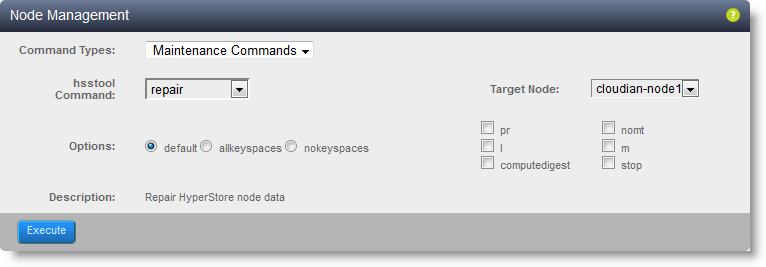 Node Management
?
Command Types: Maintenance Commands
hsstool Command: repair
Target Node: cloudian-node1
Options: default allkeyspaces nokeyspaces
pr nomt
l m
computedigest stop
Description: Repair HyperStore node data
Execute